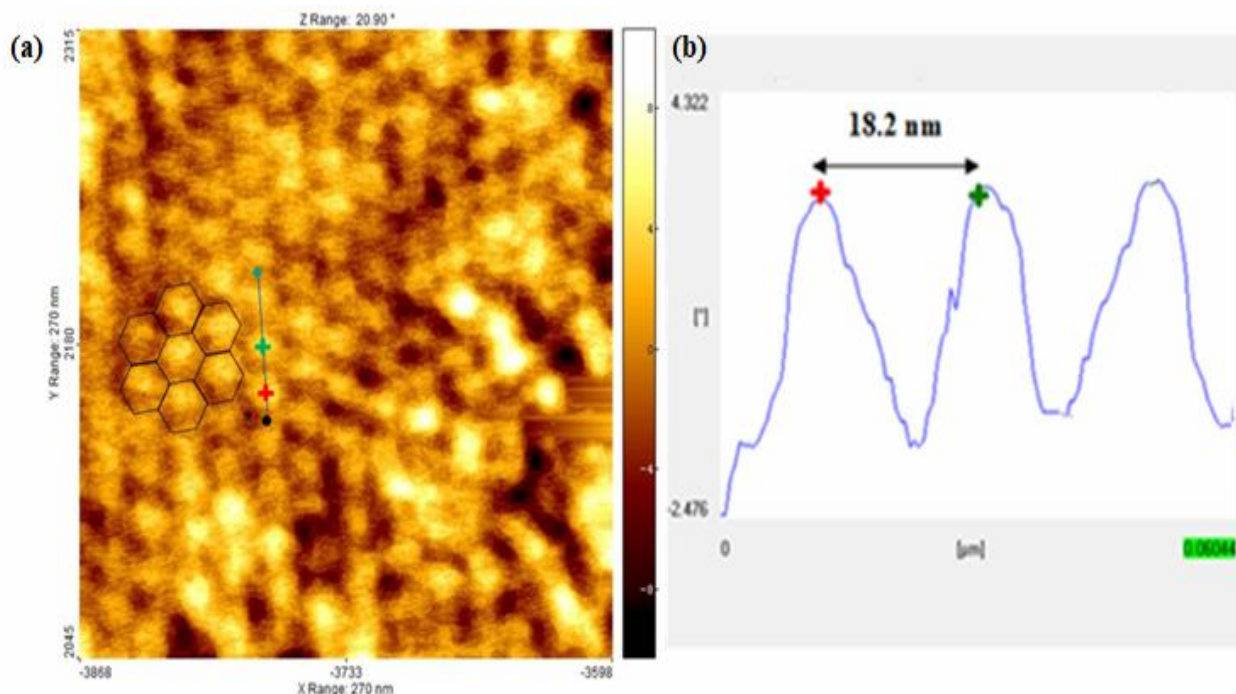 (a)
Z Range: 20.90 °
2315
Y Range: 270 nm
2180
2045
-3868
-3733
-3598
X Range: 270 nm
8
4
0
-4
-8
(b)
4.322
18.2 nm
[°]
-2.476
0
[µm]
0.06044